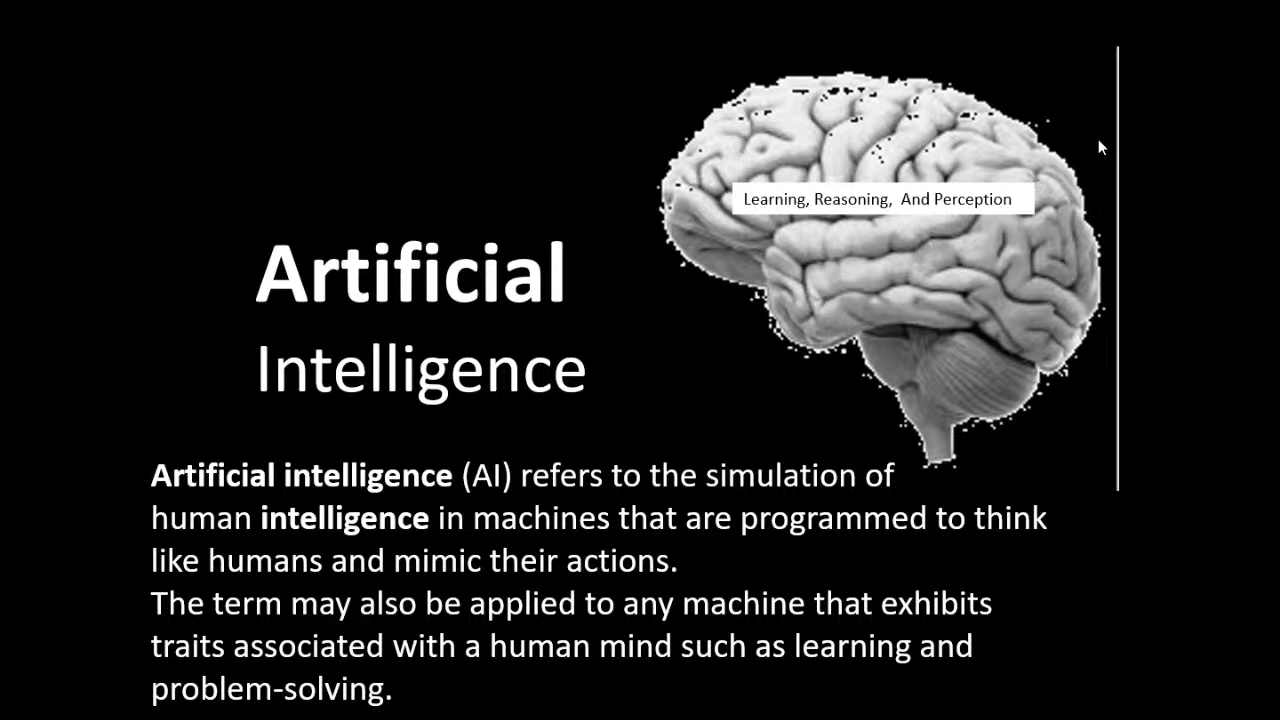 Learning, Reasoning,  And Perception
Artificial
Intelligence
Artificial intelligence (AI) refers to the simulation of
human intelligence in machines that are programmed to think
like humans and mimic their actions.
The term may also be applied to any machine that exhibits
traits associated with a human mind such as learning and
problem-solving.